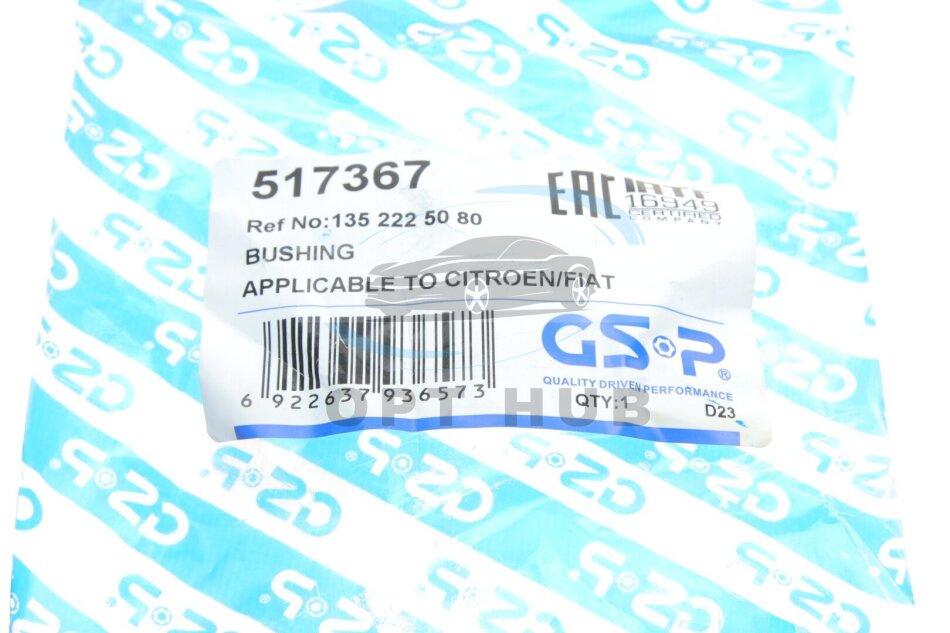 517367
EAC
IATF
16949
CERTIFIED
COMPANY
Ref No:135 222 50 80
BUSHING
APPLICABLE TO CITROEN/FIAT
GSP®
QUALITY DRIVEN PERFORMANCE
6 922637 936573
QTY:1
D23
OPT HUB